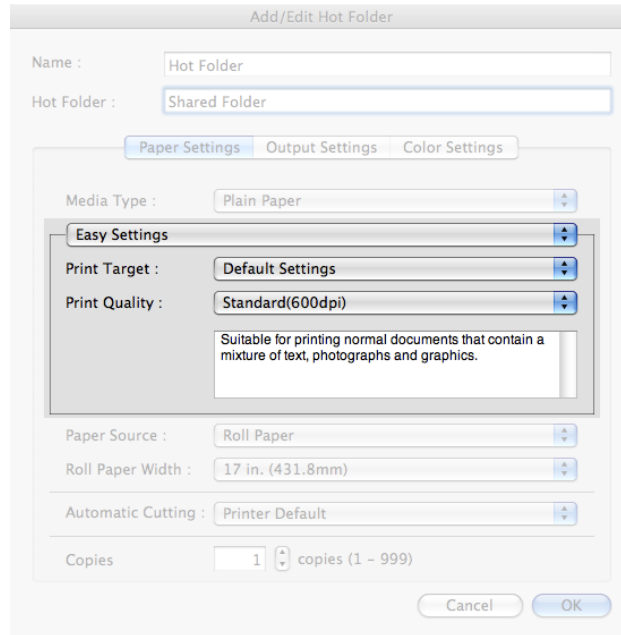 Add/Edit Hot Folder
Name : Hot Folder
Hot Folder : Shared Folder
Paper Settings Output Settings Color Settings
Media Type : Plain Paper
Easy Settings
Print Target : Default Settings
Print Quality : Standard(600dpi)
Suitable for printing normal documents that contain a
mixture of text, photographs and graphics.
Paper Source : Roll Paper
Roll Paper Width : 17 in. (431.8mm)
Automatic Cutting : Printer Default
Copies 1 copies (1 – 999)
Cancel OK